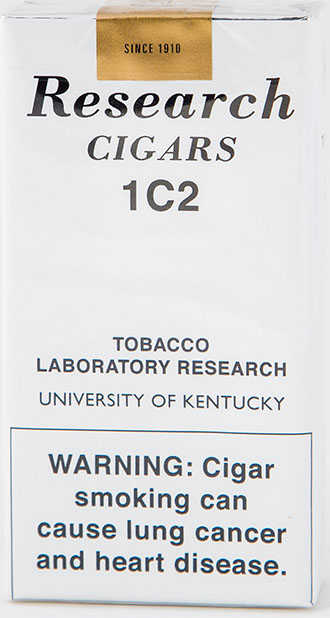 SINCE 1910
Research
CIGARS
1C2
TOBACCO
LABORATORY RESEARCH
UNIVERSITY OF KENTUCKY
WARNING: Cigar
smoking can
cause lung cancer
and heart disease.